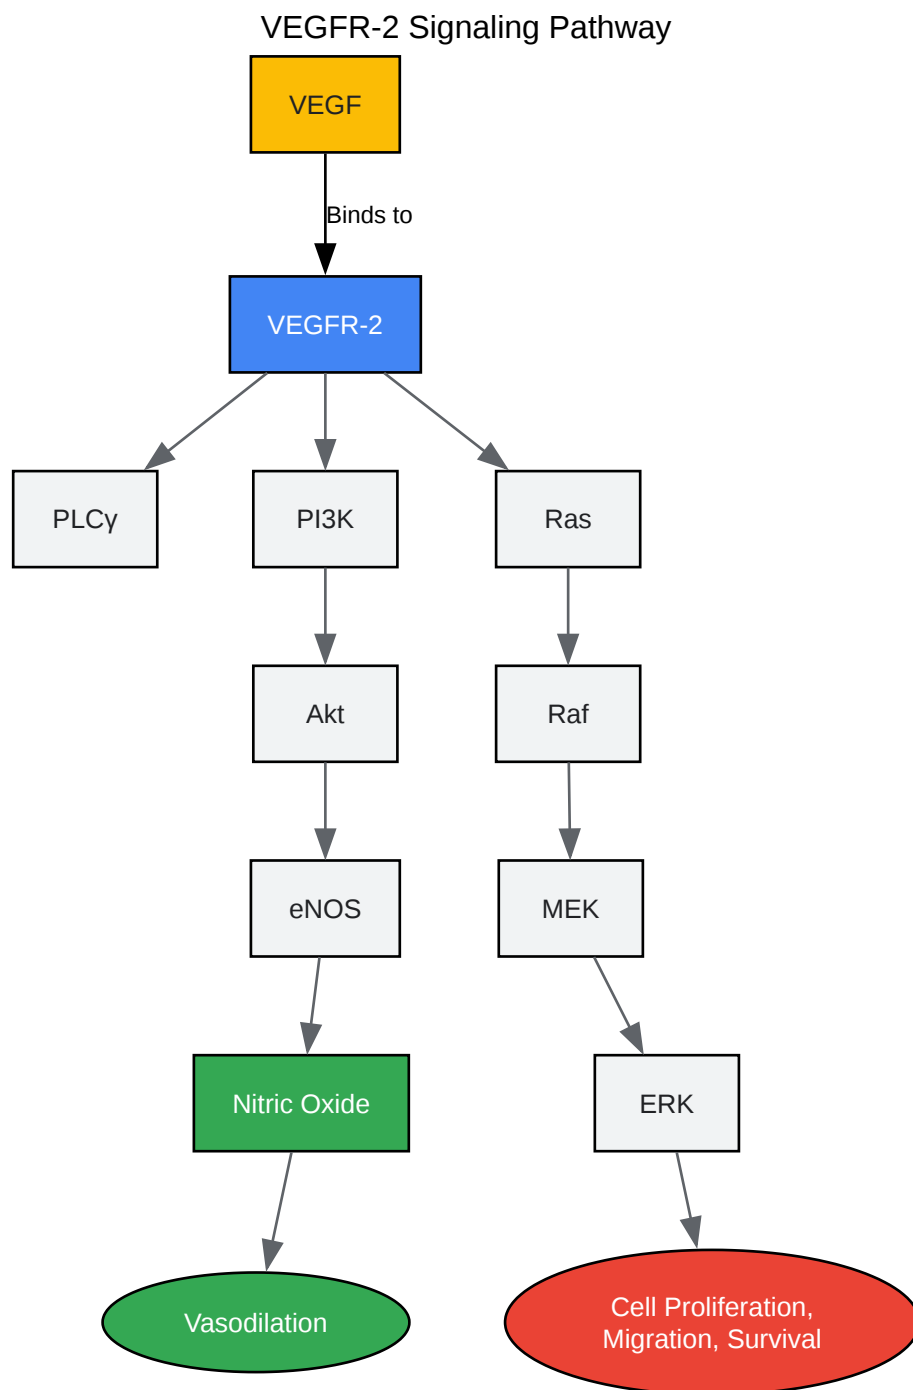 VEGFR-2 Signaling Pathway
VEGF
Binds to
VEGFR-2
PLCγ
PI3K
Ras
Akt
Raf
eNOS
MEK
Nitric Oxide
ERK
Vasodilation
Cell Proliferation,
Migration, Survival